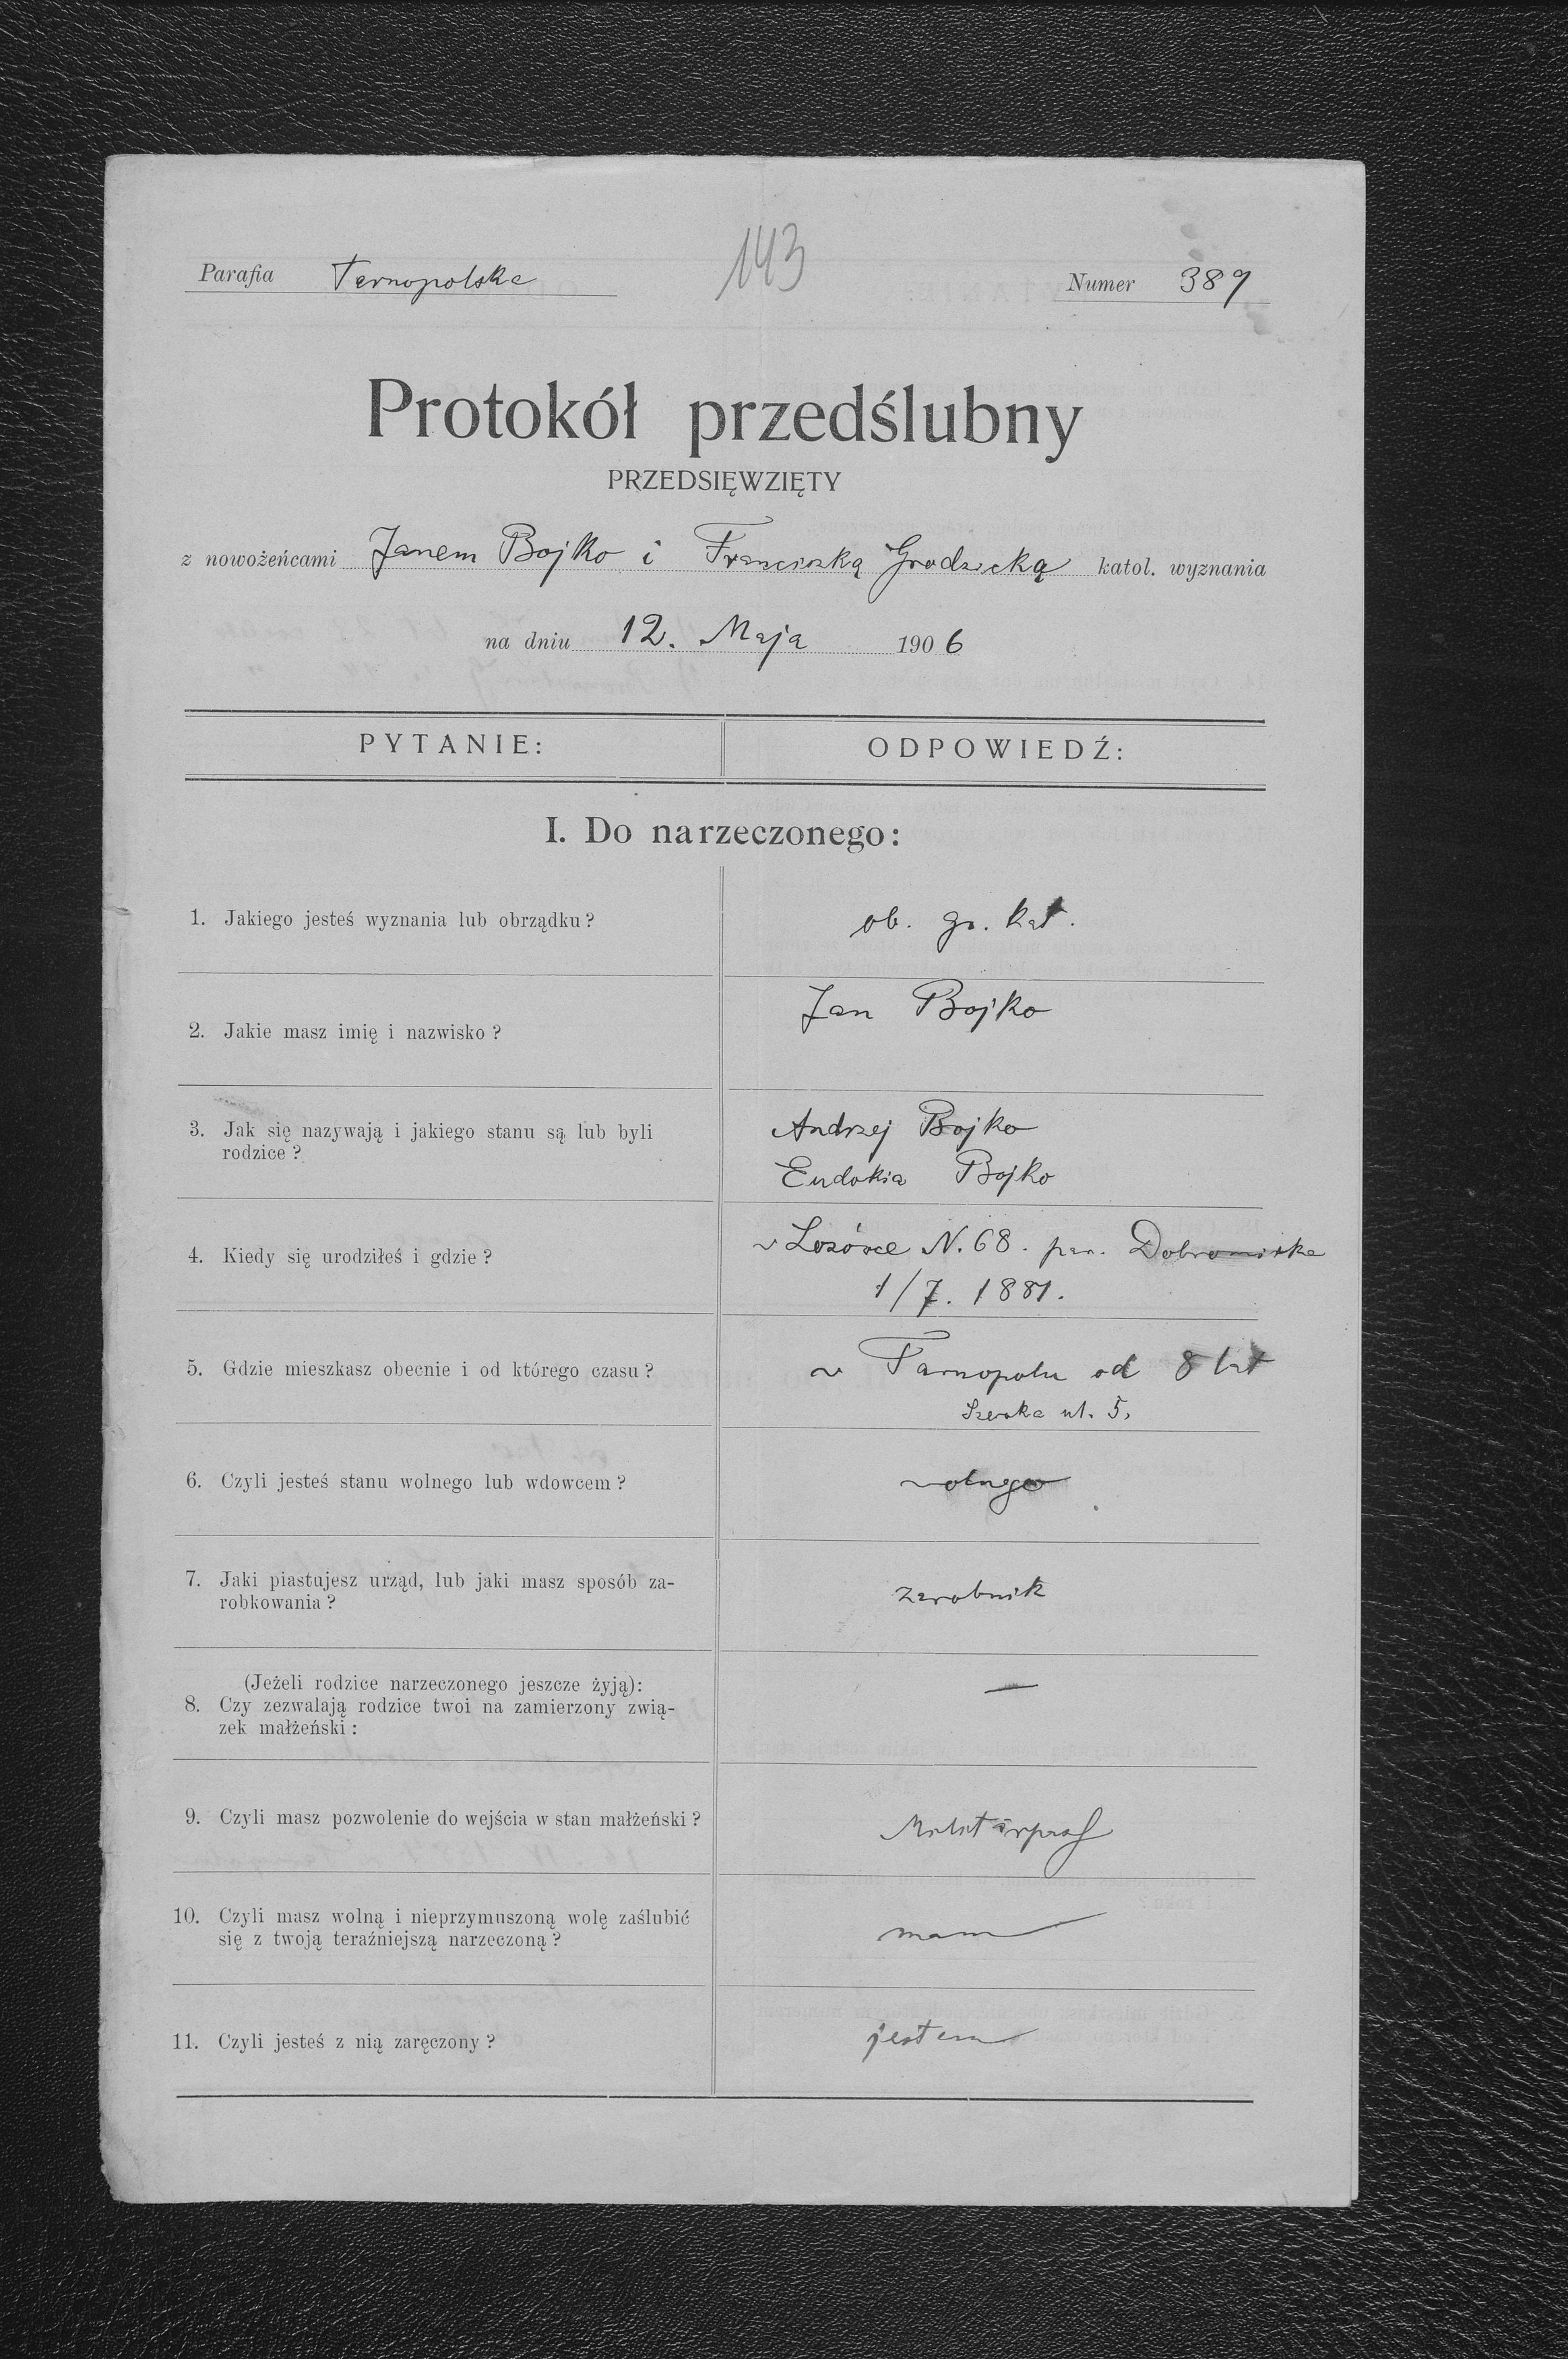 143
Parafia Tarnopolska Numer 389
Protokół przedślubny
PRZEDSIĘWZIĘTY
z nowożeńcami Janem Bojko i Franciszką Grodzicką katol. wyznania
na dniu 12. Maja 1906
PYTANIE: ODPOWIEDŹ:
I. Do narzeczonego:
1. Jakiego jesteś wyznania lub obrządku? ob. gr. kat.
2. Jakie masz imię i nazwisko? Jan Bojko
3. Jak się nazywają i jakiego stanu są lub byli
rodzice?
Andrzej Bojko
Eudokia Bojko
4. Kiedy się urodziłeś i gdzie?
w Łozówce N. 68. par.
1/7. 1881.
5. Gdzie mieszkasz obecnie i od którego czasu?
w Tarnopolu od 8 lat
ul. 5.
6. Czyli jesteś stanu wolnego lub wdowcem? wolnego
7. Jaki piastujesz urząd, lub jaki masz sposób za-
robkowania?
zarobnik
(Jeżeli rodzice narzeczonego jeszcze żyją):
8. Czy zezwalają rodzice twoi na zamierzony zwią-
zek małżeński:
—
9. Czyli masz pozwolenie do wejścia w stan małżeński?
10. Czyli masz wolną i nieprzymuszoną wolę zaślubić
się z twoją teraźniejszą narzeczoną?
mam
11. Czyli jesteś z nią zaręczony? jestem